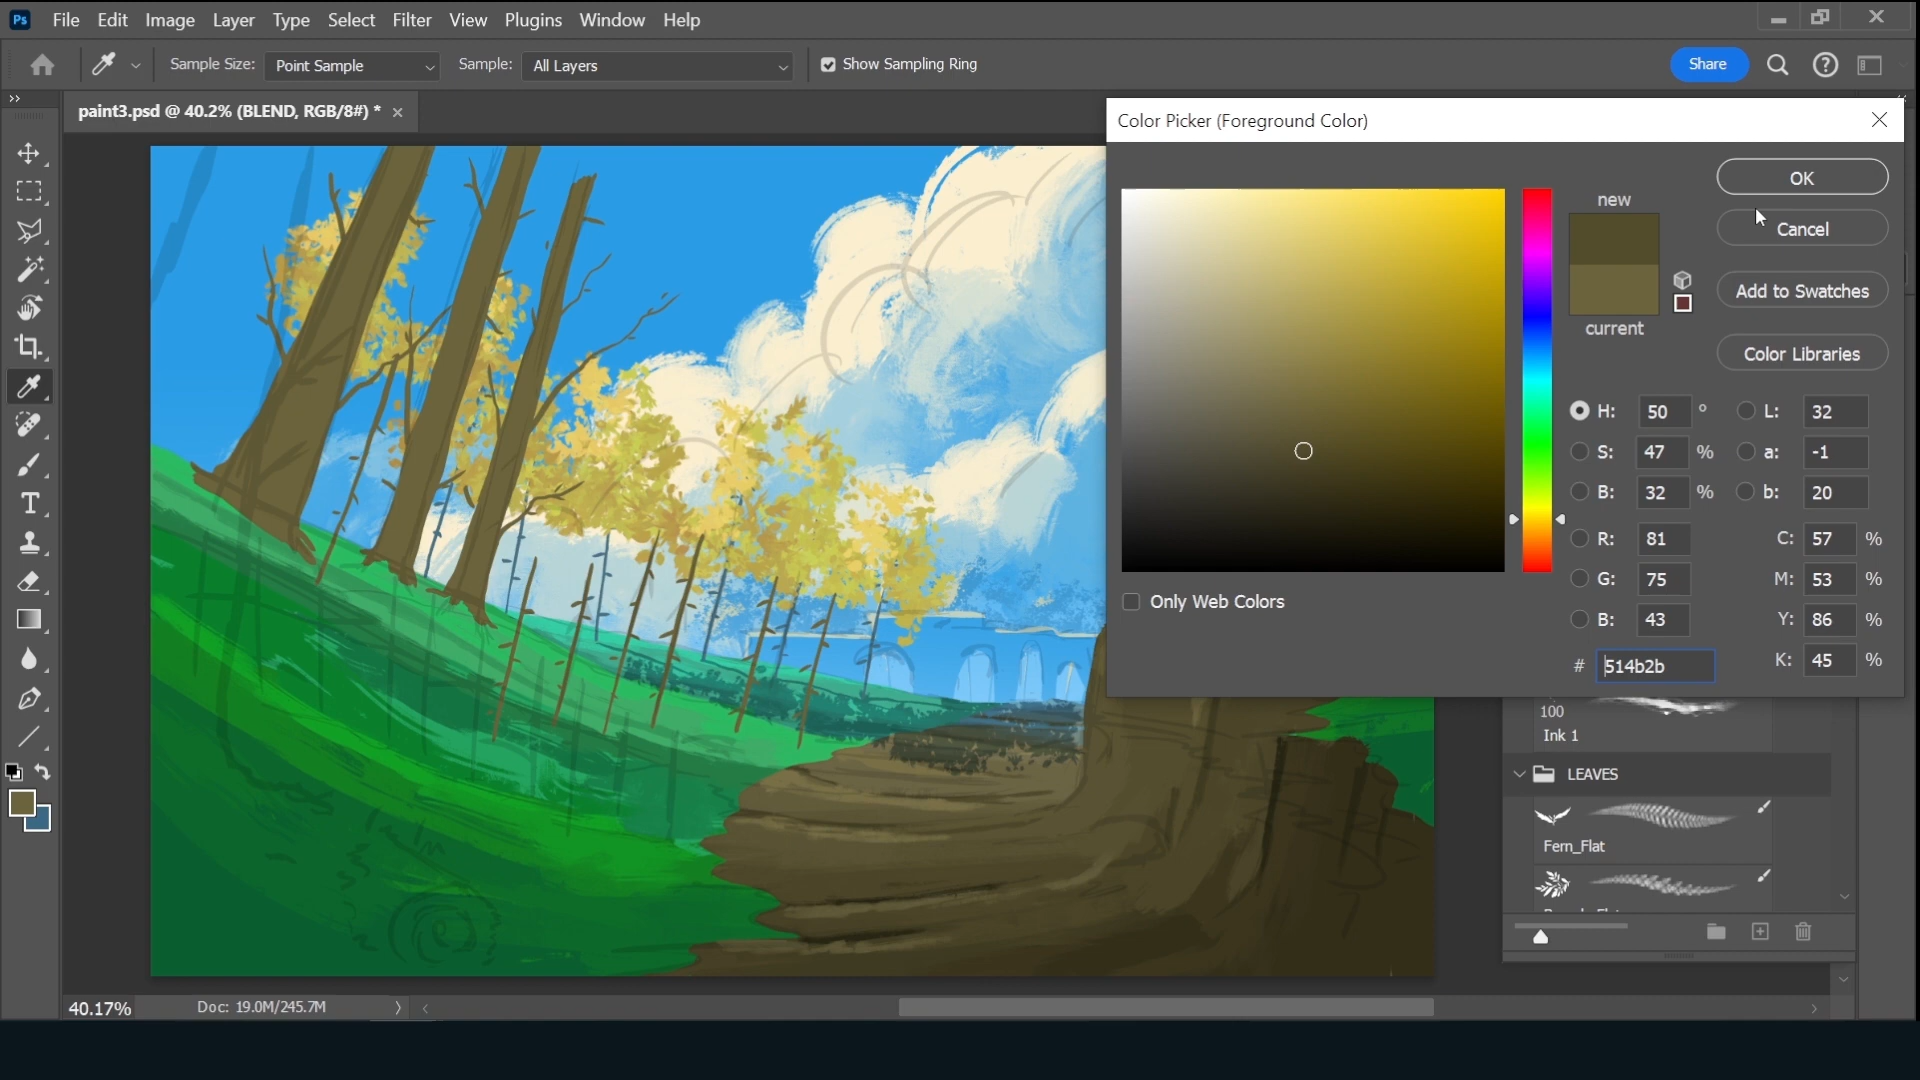 Ps File Edit Image Layer Type Select Filter View Plugins Window Help
Sample Size: Point Sample Sample: All Layers Show Sampling Ring Share
paint3.psd @ 40.2% (BLEND, RGB/8#) *
Color Picker (Foreground Color)
new
OK
Cancel
Add to Swatches
current
Color Libraries
H: 50 ° L: 32
S: 47 % a: -1
B: 32 % b: 20
R: 81 C: 57 %
G: 75 M: 53 %
B: 43 Y: 86 %
# 514b2b K: 45 %
Only Web Colors
100
Ink 1
LEAVES
Fern_Flat
40.17% Doc: 19.0M/245.7M